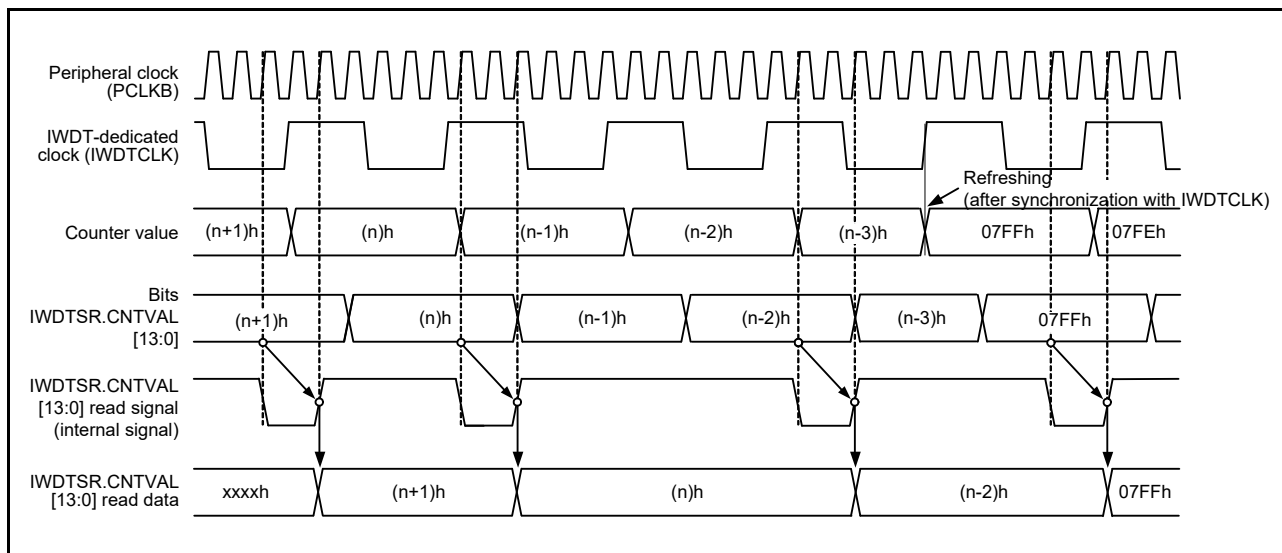 Peripheral clock
(PCLKB)
IWDT-dedicated
clock (IWDTCLK)
Refreshing
(after synchronization with IWDTCLK)
Counter value
(n+1)h
(n)h
(n-1)h
(n-2)h
(n-3)h
07FFh
07FEh
Bits
IWDTSR.CNTVAL
[13:0]
(n+1)h
(n)h
(n-1)h
(n-2)h
(n-3)h
07FFh
IWDTSR.CNTVAL
[13:0] read signal
(internal signal)
IWDTSR.CNTVAL
[13:0] read data
xxxxh
(n+1)h
(n)h
(n-2)h
07FFh